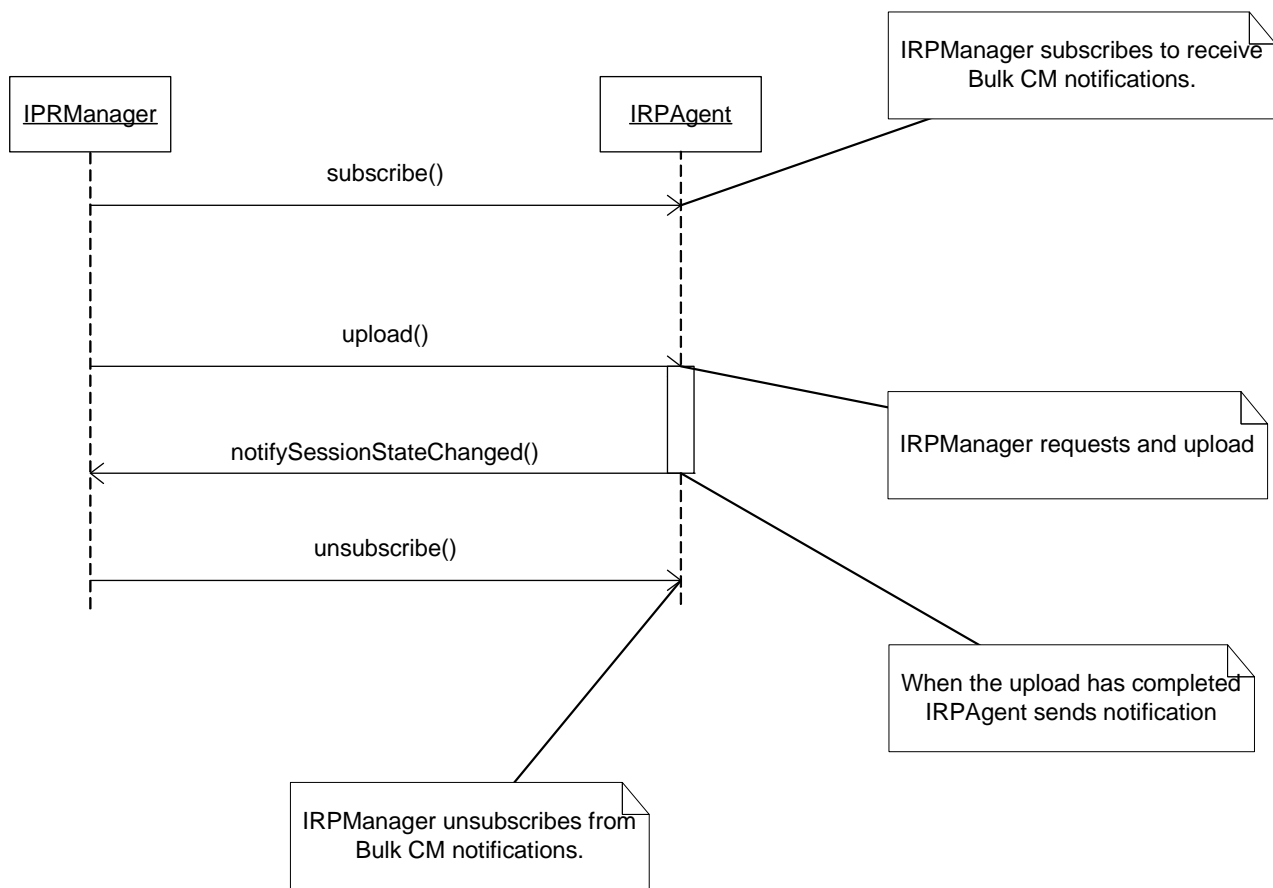 IRPManager subscribes to receive
Bulk CM notifications.
IPRManager
IRPAgent
subscribe()
upload()
IRPManager requests and upload
notifySessionStateChanged()
unsubscribe()
When the upload has completed
IRPAgent sends notification
IRPManager unsubscribes from
Bulk CM notifications.